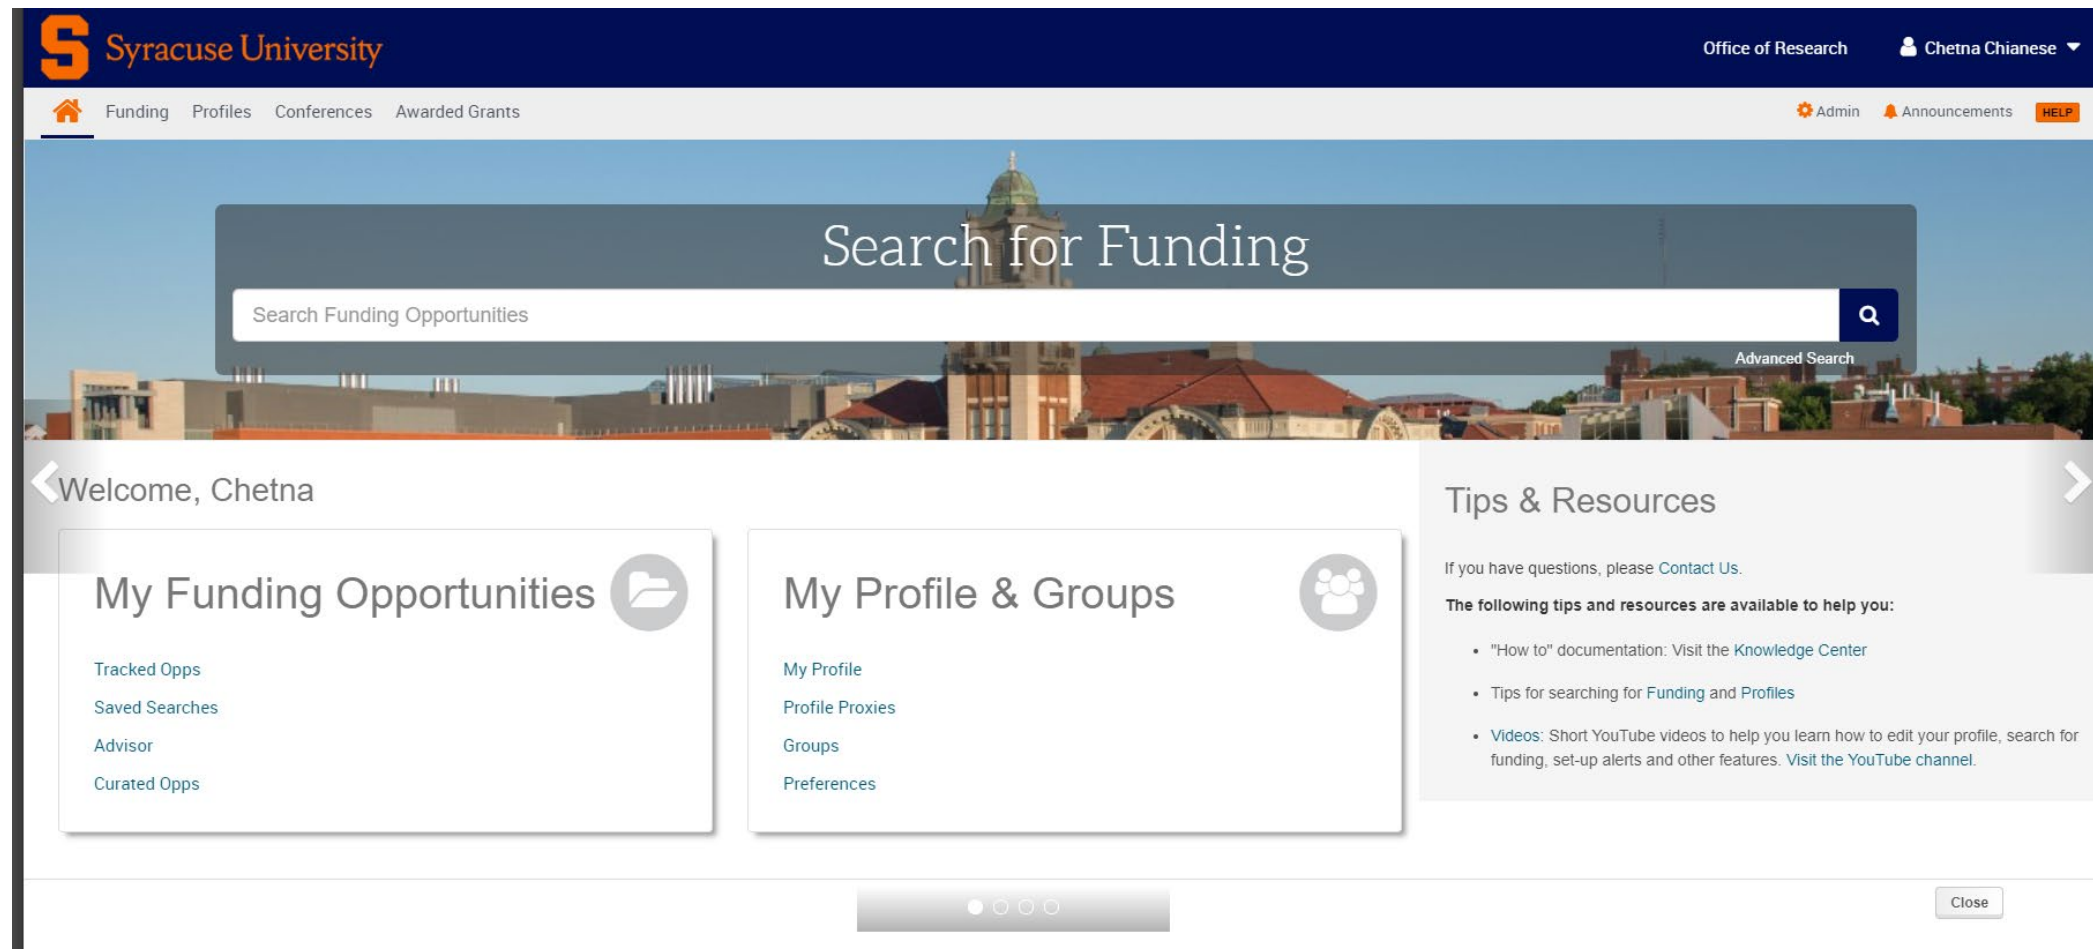 S Syracuse University
Office of Research
Chetna Chianese
Funding Profiles Conferences Awarded Grants
Admin Announcements HELP
Search for Funding
Search Funding Opportunities
Advanced Search
Welcome, Chetna
My Funding Opportunities
Tracked Opps
Saved Searches
Advisor
Curated Opps
My Profile & Groups
My Profile
Profile Proxies
Groups
Preferences
Tips & Resources
If you have questions, please Contact Us.
The following tips and resources are available to help you:
• "How to" documentation: Visit the Knowledge Center
• Tips for searching for Funding and Profiles
• Videos: Short YouTube videos to help you learn how to edit your profile, search for
funding, set-up alerts and other features. Visit the YouTube channel.
Close